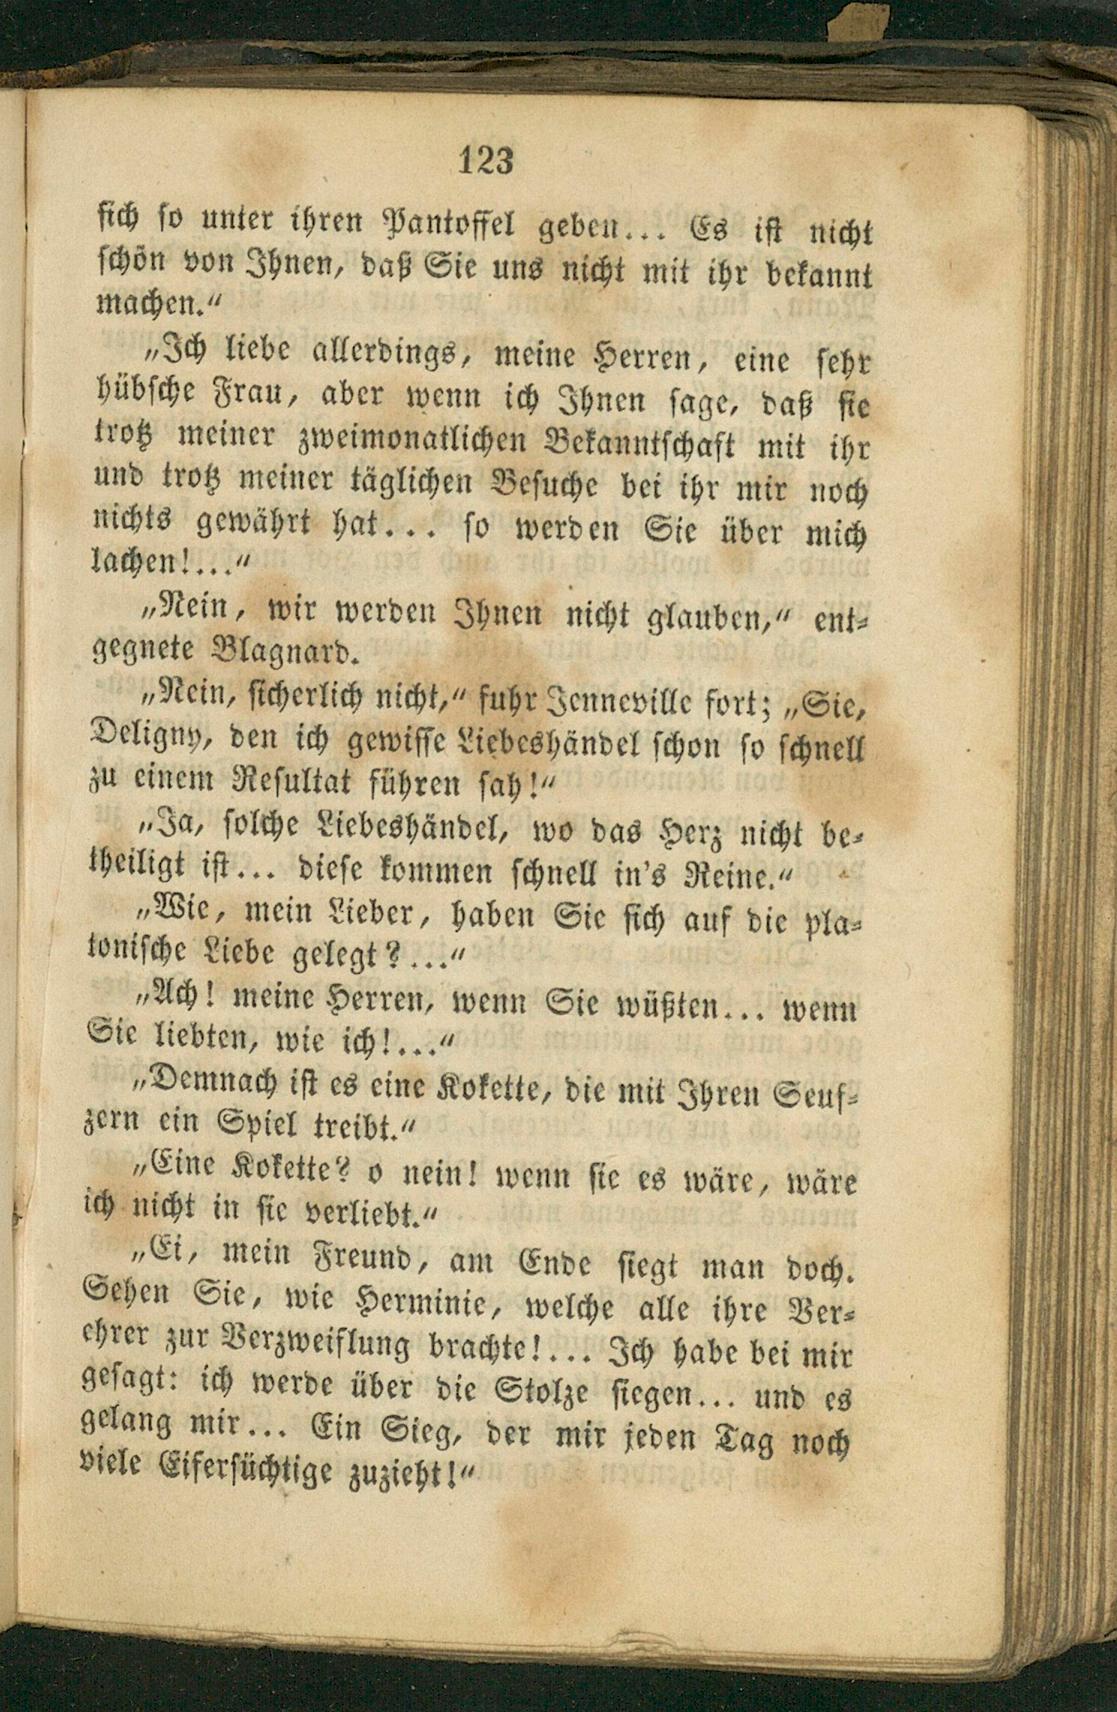 123
sich so unter ihren Pantoffel geben... Es ist nicht
schön von Ihnen, daß Sie uns nicht mit ihr bekannt
machen.“
„Ich liebe allerdings, meine Herren, eine sehr
hübsche Frau, aber wenn ich Ihnen sage, daß sie
trotz meiner zweimonatlichen Bekanntschaft mit ihr
und trotz meiner täglichen Besuche bei ihr mir noch
nichts gewährt hat... so werden Sie über mich
lachen!...“
„Nein, wir werden Ihnen nicht glauben,“ ent-
gegnete Blagnard.
„Nein, sicherlich nicht,“ fuhr Jenneville fort; „Sie,
Deligny, den ich gewisse Liebeshändel schon so schnell
zu einem Resultat führen sah!“
„Ja, solche Liebeshändel, wo das Herz nicht be-
theiligt ist... diese kommen schnell in's Reine.“
„Wie, mein Lieber, haben Sie sich auf die pla-
tonische Liebe gelegt?...“
„Ach! meine Herren, wenn Sie wüßten... wenn
Sie liebten, wie ich!...“
„Demnach ist es eine Kokette, die mit Ihren Seuf-
zern ein Spiel treibt.“
„Eine Kokette? o nein! wenn sie es wäre, wäre
ich nicht in sie verliebt.“
„Ei, mein Freund, am Ende siegt man doch.
Sehen Sie, wie Herminie, welche alle ihre Ver-
ehrer zur Verzweiflung brachte!... Ich habe bei mir
gesagt: ich werde über die Stolze siegen... und es
gelang mir... Ein Sieg, der mir jeden Tag noch
viele Eifersüchtige zuzieht!“